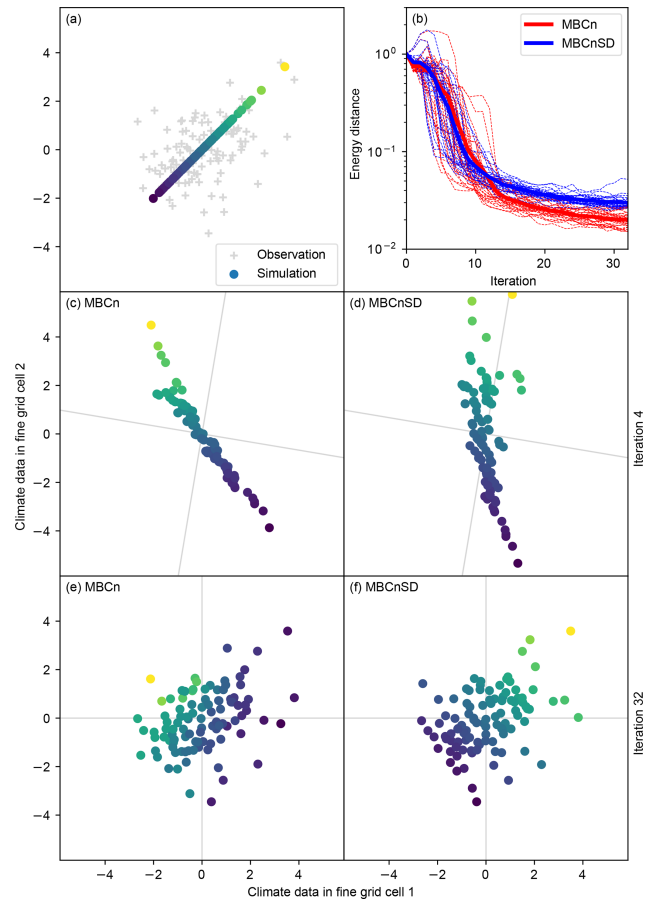 (a)
4
2
0
−2
−4
Observation
Simulation
(b)
MBCn
MBCnSD
10⁰
10⁻¹
10⁻²
Energy distance
0
10
20
30
Iteration
(c) MBCn
4
2
0
−2
−4
(d) MBCnSD
Iteration 4
Climate data in fine grid cell 2
(e) MBCn
4
2
0
−2
−4
(f) MBCnSD
Iteration 32
−4
−2
0
2
4
−4
−2
0
2
4
Climate data in fine grid cell 1